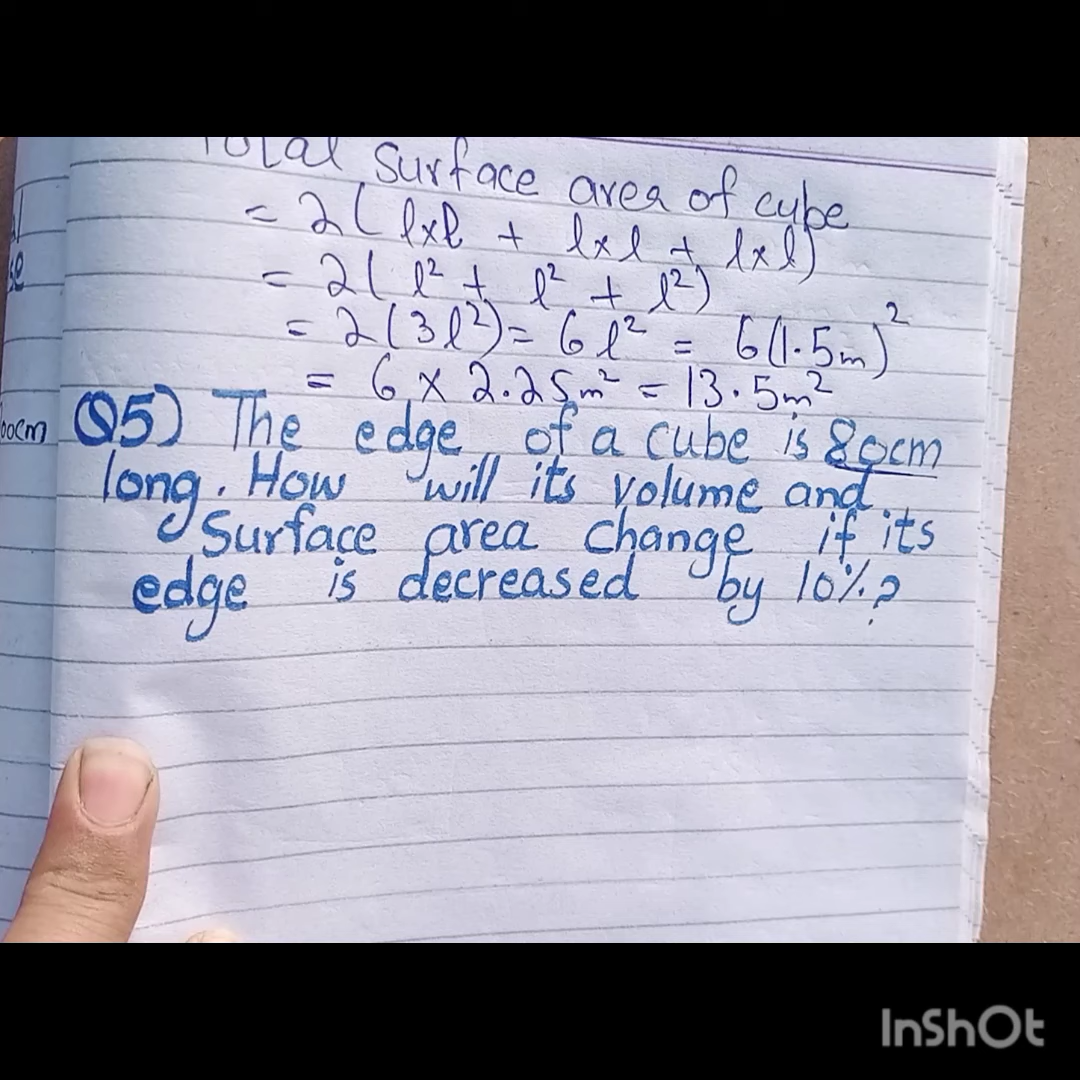 Total surface area of cube
= 2(l×l + l×l + l×l)
= 2(l² + l² + l²)
= 2(3l²) = 6l² = 6(1.5m)²
= 6 × 2.25m² = 13.5m²
Q5) The edge of a cube is 80cm
long. How will its volume and
Surface area change if its
edge is decreased by 10%?
InShOt